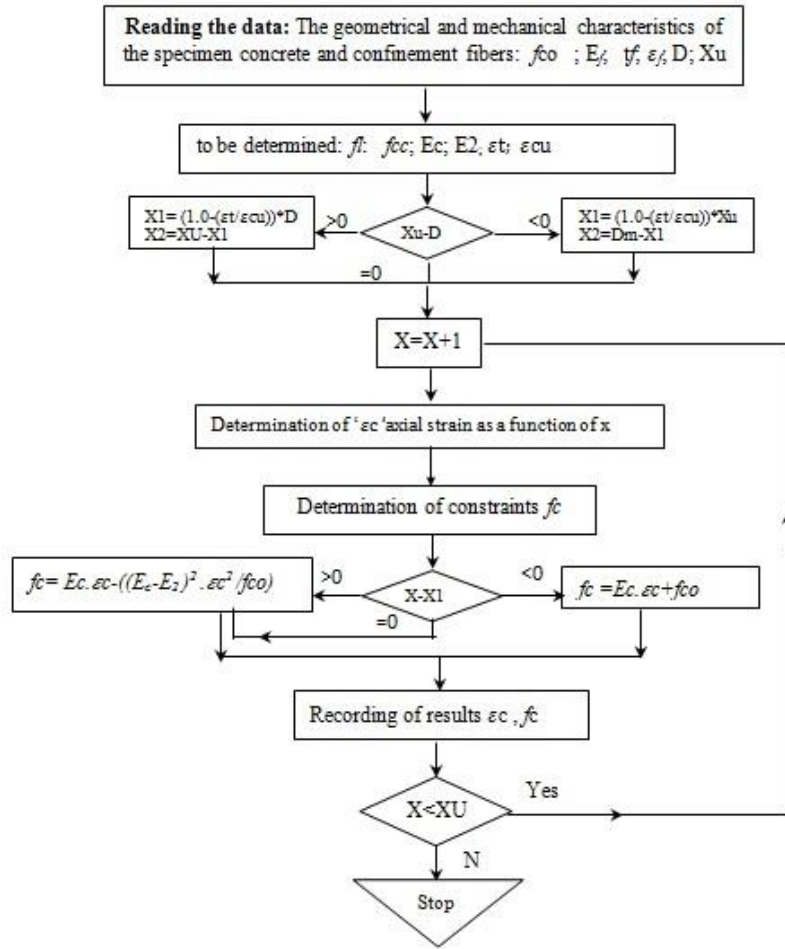 Reading the data: The geometrical and mechanical characteristics of
the specimen concrete and confinement fibers: fco ; Ef, tf, εf, D; Xu
to be determined: fl: fcc; Ec; E2, εt; εcu
X1= (1.0-(εt/εcu))*D
X2=XU-X1
>0
Xu-D
<0
X1= (1.0-(εt/εcu))*Xu
X2=Dm-X1
=0
X=X+1
Determination of ‘εc’axial strain as a function of x
Determination of constraints fc
fc= Ec.εc-((Ec-E2)².εc²/fco)
>0
X-X1
<0
fc =Ec.εc+fco
=0
Recording of results εc , fc
X<XU
Yes
N
Stop